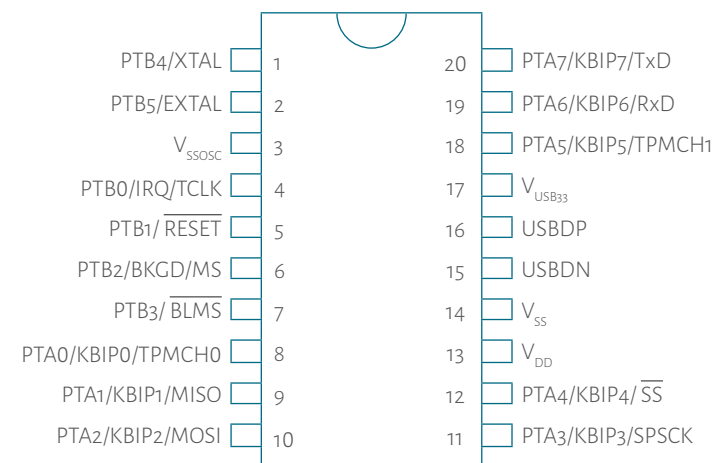 PTB4/XTAL 1 20 PTA7/KBIP7/TxD
PTB5/EXTAL 2 19 PTA6/KBIP6/RxD
VSSOSC 3 18 PTA5/KBIP5/TPMCH1
PTB0/IRQ/TCLK 4 17 VUSB33
PTB1/ RESET 5 16 USBDP
PTB2/BKGD/MS 6 15 USBDN
PTB3/ BLMS 7 14 VSS
PTA0/KBIP0/TPMCH0 8 13 VDD
PTA1/KBIP1/MISO 9 12 PTA4/KBIP4/ SS
PTA2/KBIP2/MOSI 10 11 PTA3/KBIP3/SPSCK